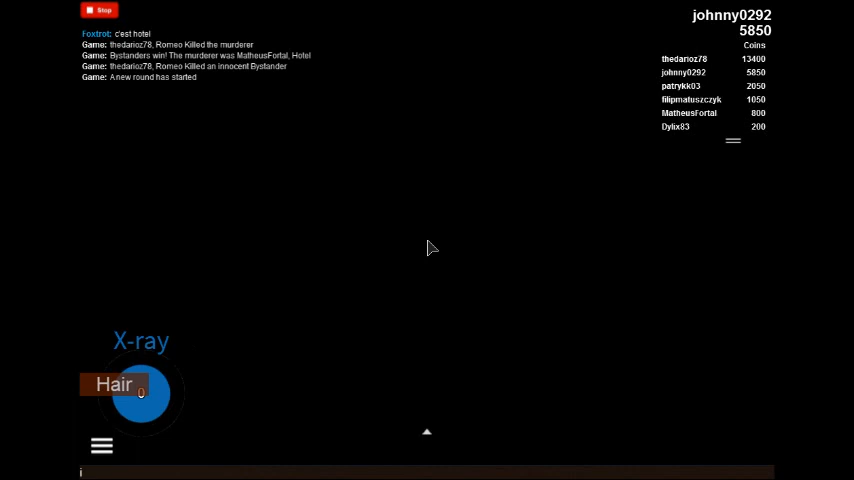 Stop
johnny0292
5850
Foxtrot: c'est hotel
Game: thedarioz78, Romeo Killed the murderer
Game: Bystanders win! The murderer was MatheusFortal, Hotel
Game: thedarioz78, Romeo Killed an innocent Bystander
Game: A new round has started
Coins
thedarioz78 13400
johnny0292 5850
patrykk03 2050
filipmatuszczyk 1050
MatheusFortal 800
Dylix83 200
X-ray
Hair
0
i